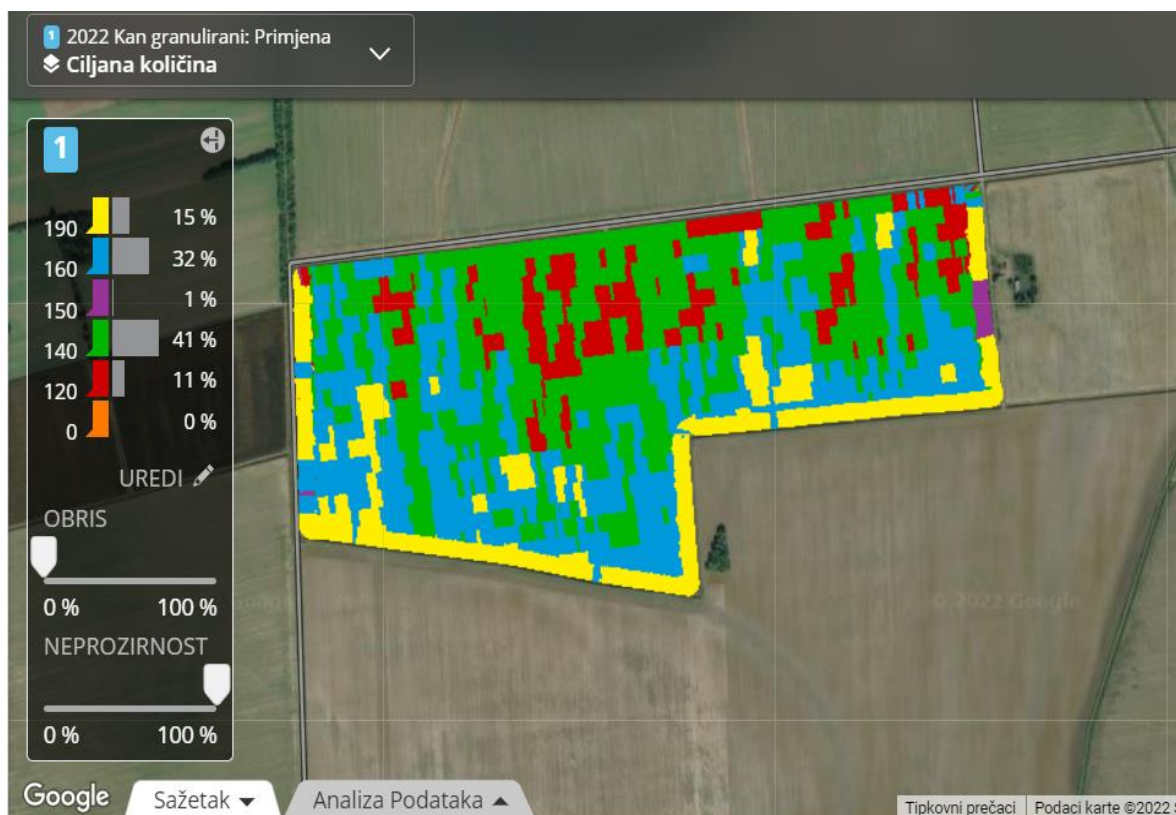 1 2022 Kan granulirani: Primjena
Ciljana količina
1
190 15 %
160 32 %
150 1 %
140 41 %
120 11 %
0 0 %
UREDI
OBRIS
0 % 100 %
NEPROZIRNOST
0 % 100 %
© 2022 Google
Google
Sažetak
Analiza Podataka
Tipkovni prečaci
Podaci karte ©2022